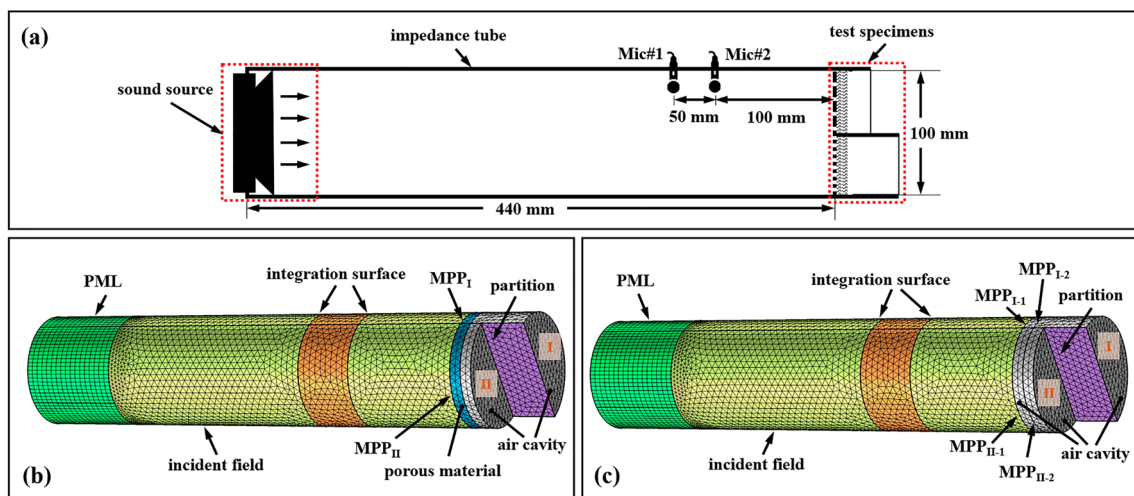 (a)
impedance tube
Mic#1
Mic#2
test specimens
sound source
50 mm
100 mm
100 mm
440 mm
PML
integration surface
MPP_I
partition
I
II
MPP_II
porous material
air cavity
incident field
(b)
PML
integration surface
MPP_I-1
MPP_I-2
partition
I
II
MPP_II-1
MPP_II-2
air cavity
incident field
(c)